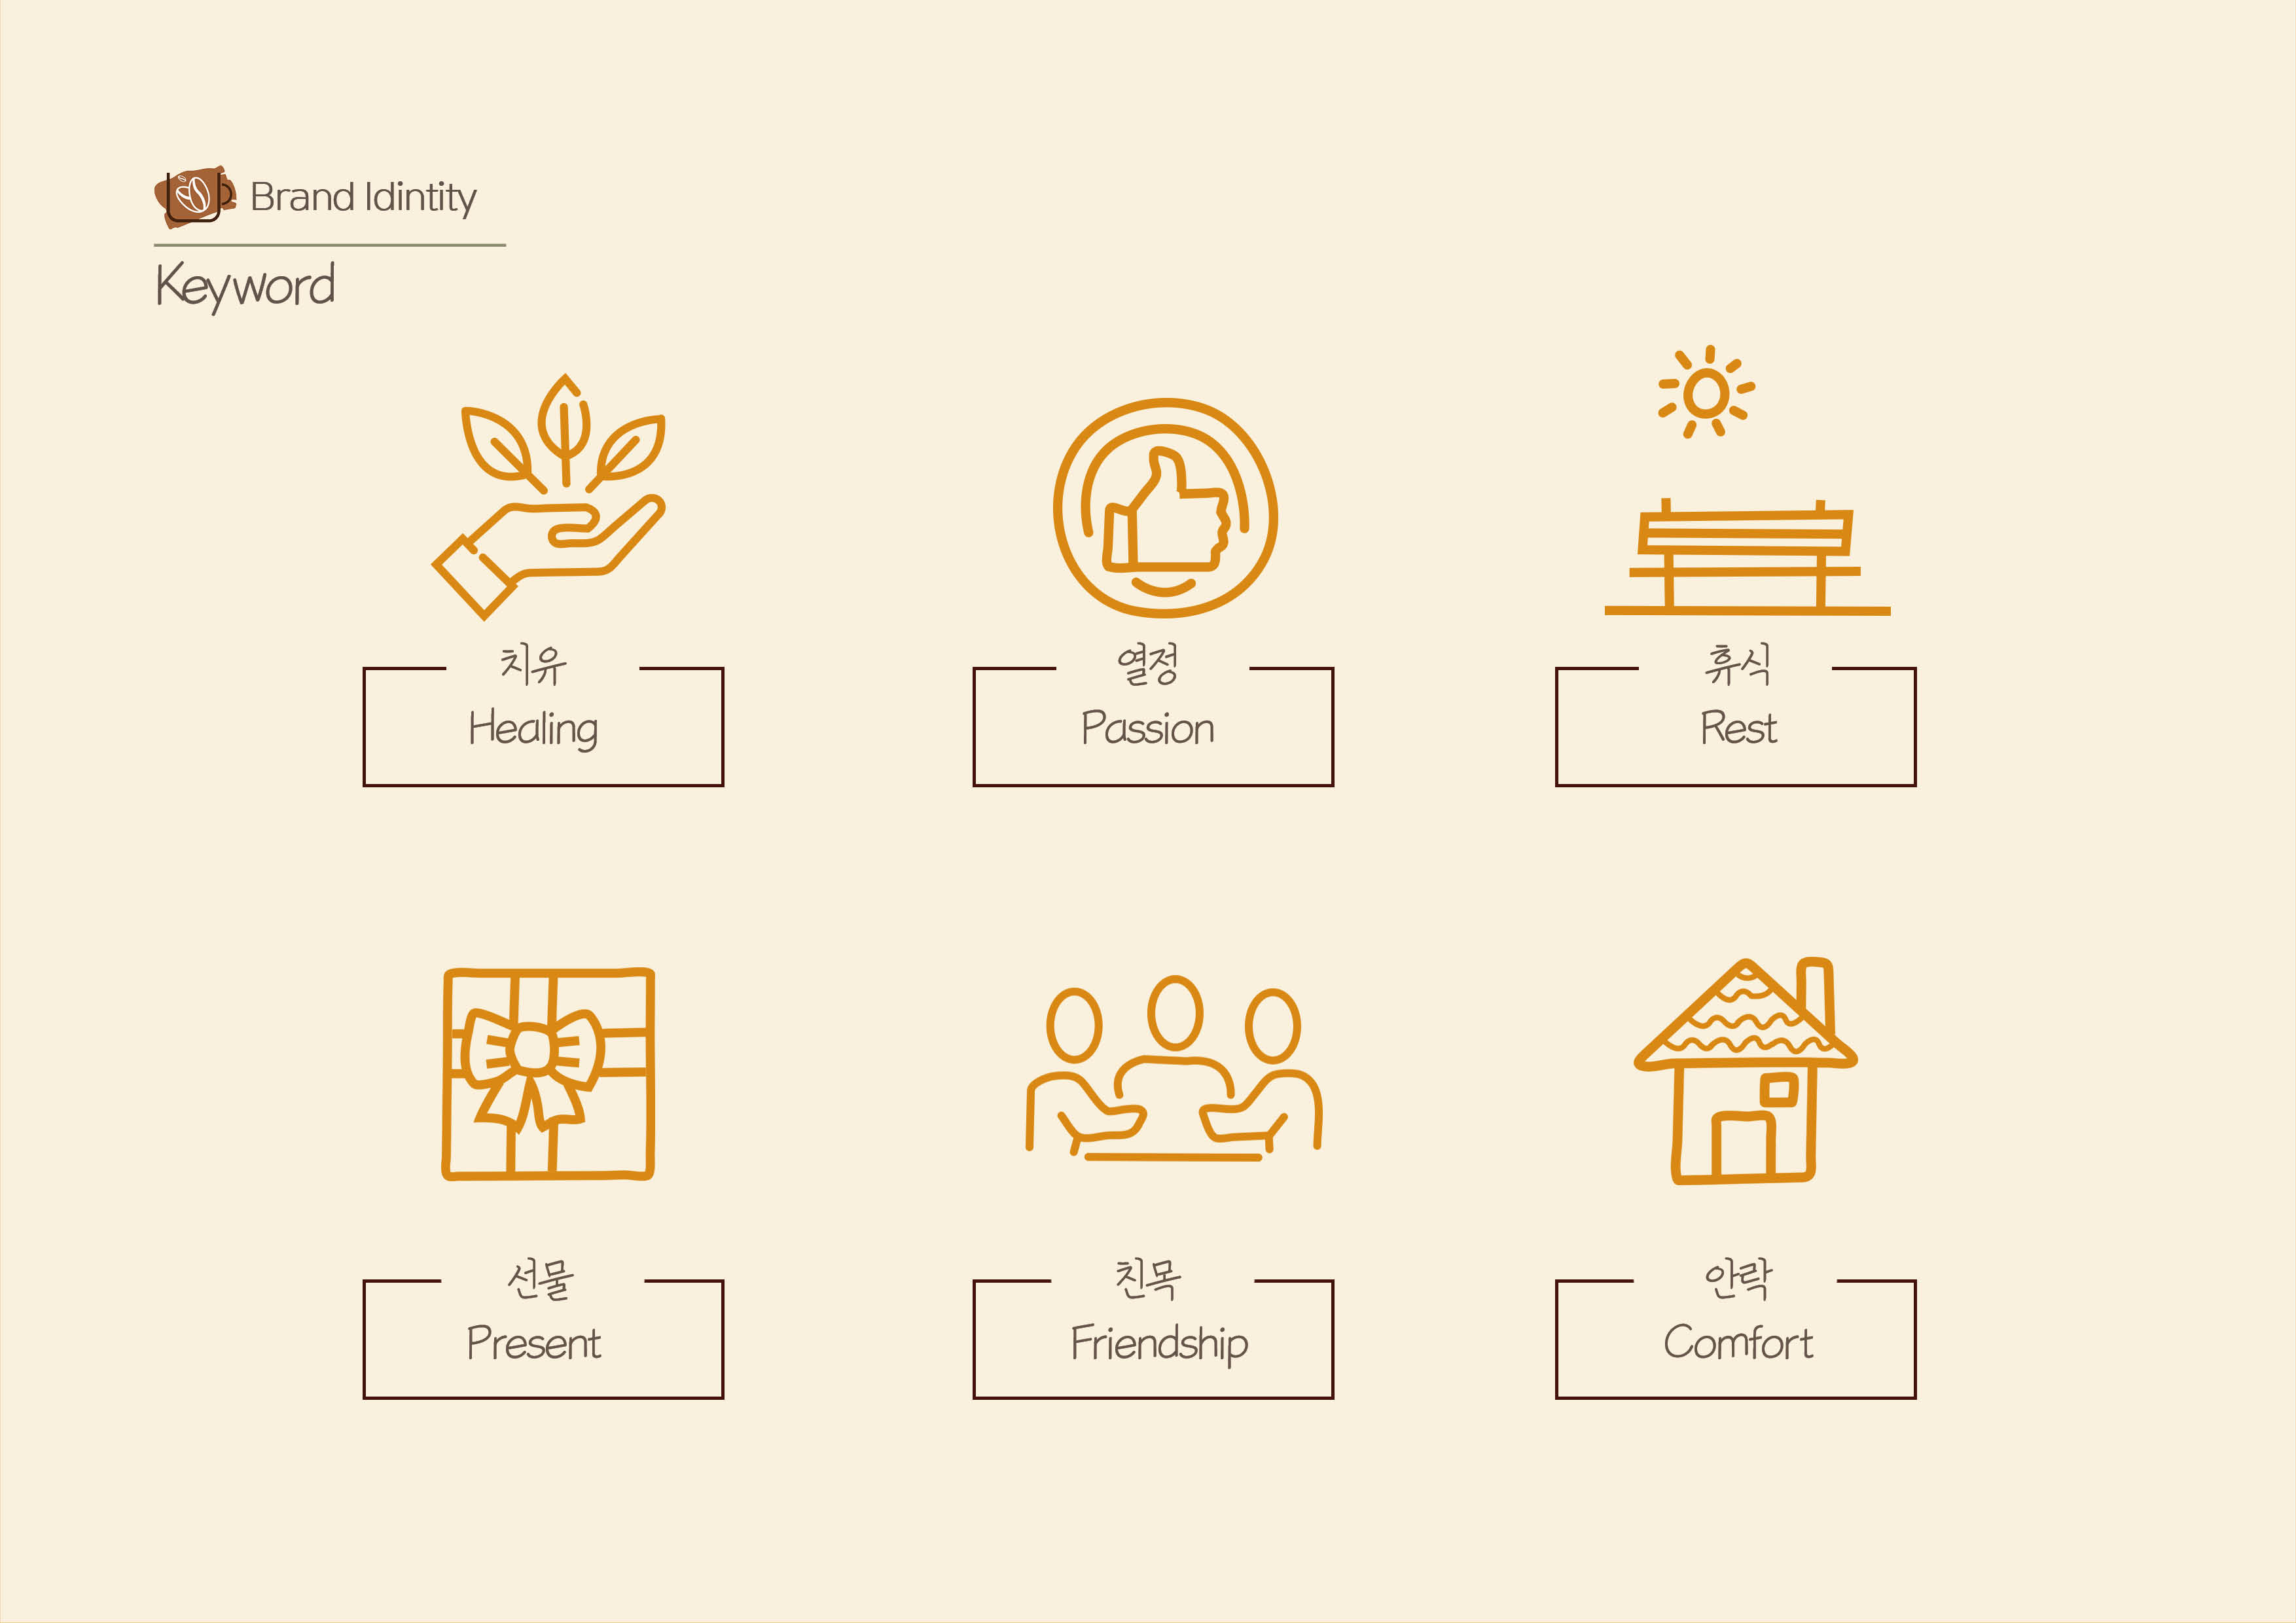 Brand Idintity
Keyword
치유
Healing
열정
Passion
휴식
Rest
선물
Present
친목
Friendship
안락
Comfort